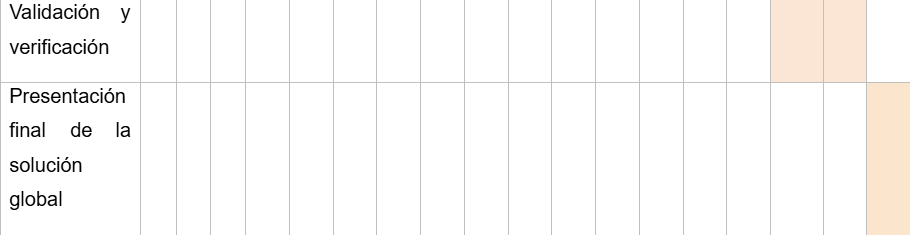 Validación y
verificación
Presentación
final de la
solución
global